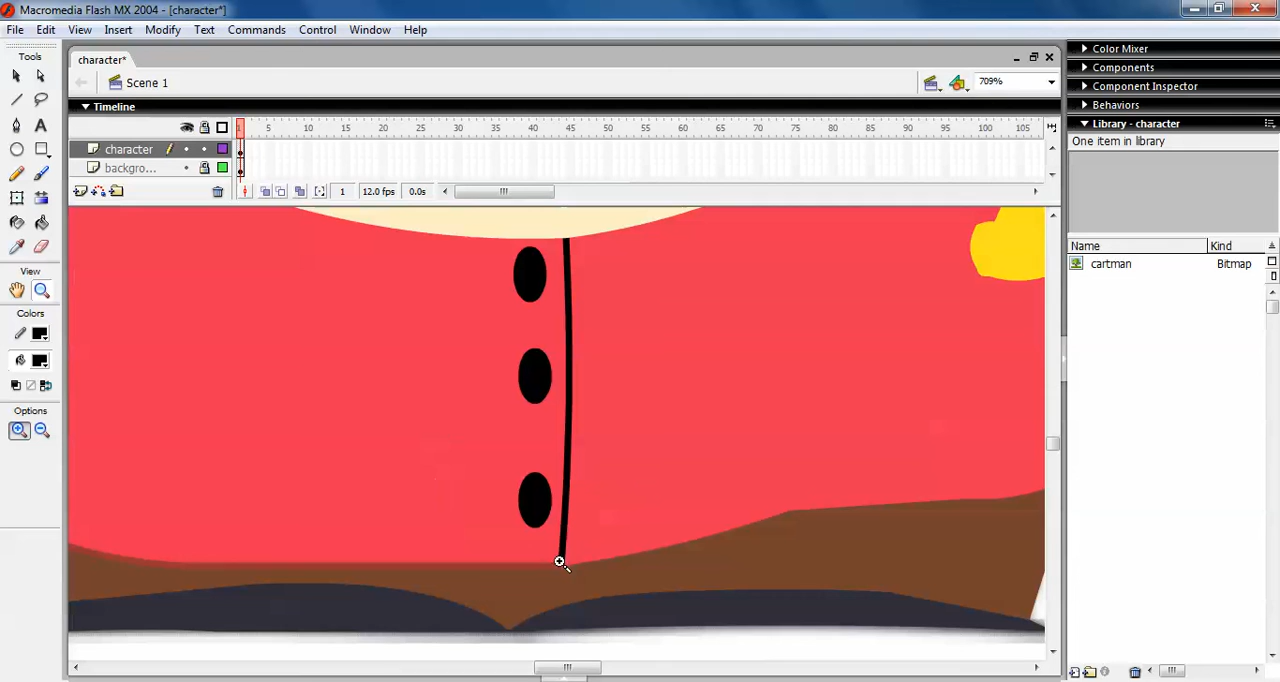 Macromedia Flash MX 2004 - [character*]
File Edit View Insert Modify Text Commands Control Window Help
Tools
View
Colors
Options
character*
Scene 1
709%
Timeline
1 5 10 15 20 25 30 35 40 45 50 55 60 65 70 75 80 85 90 95 100 105
character
backgro...
1 12.0 fps 0.0s
Color Mixer
Components
Component Inspector
Behaviors
Library - character
One item in library
Name Kind
cartman Bitmap